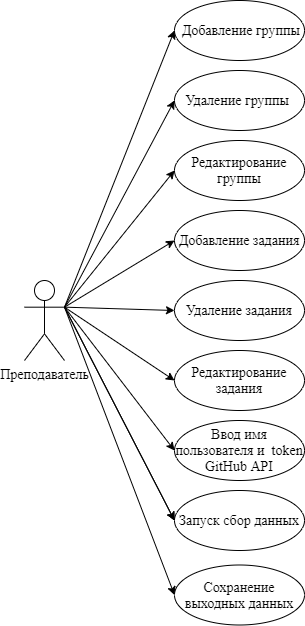 Добавление группы
Удаление группы
Редактирование
группы
Добавление задания
Удаление задания
Преподаватель
Редактирование
задания
Ввод имя
пользователя и token
GitHub API
Запуск сбор данных
Сохранение
выходных данных